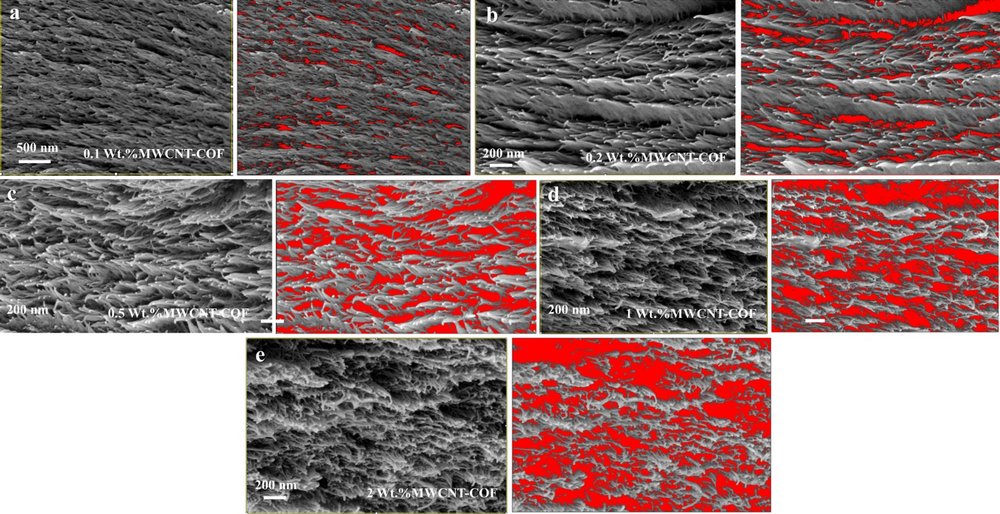 a
500 nm
0.1 Wt.%MWCNT-COF
b
200 nm
0.2 Wt.%MWCNT-COF
c
200 nm
0.5 Wt.%MWCNT-COF
d
200 nm
1 Wt.%MWCNT-COF
e
200 nm
2 Wt.%MWCNT-COF